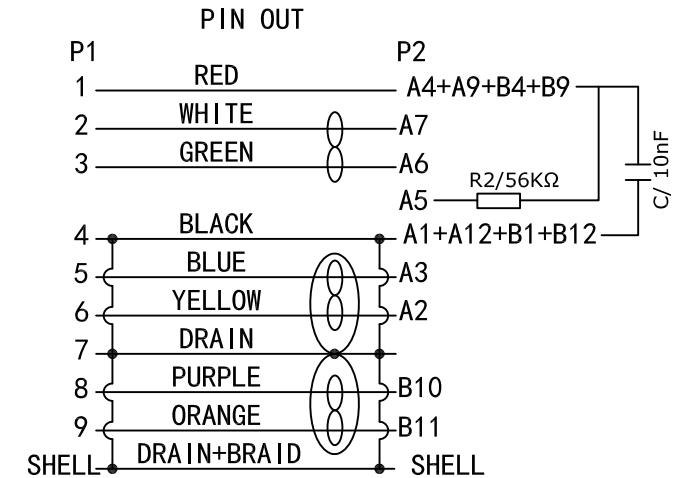 PIN OUT
P1 P2
1 RED A4+A9+B4+B9
2 WHITE A7
3 GREEN A6
C/ 10nF
A5 R2/56KΩ
4 BLACK A1+A12+B1+B12
5 BLUE A3
6 YELLOW A2
7 DRAIN
8 PURPLE B10
9 ORANGE B11
SHELL DRAIN+BRAID SHELL